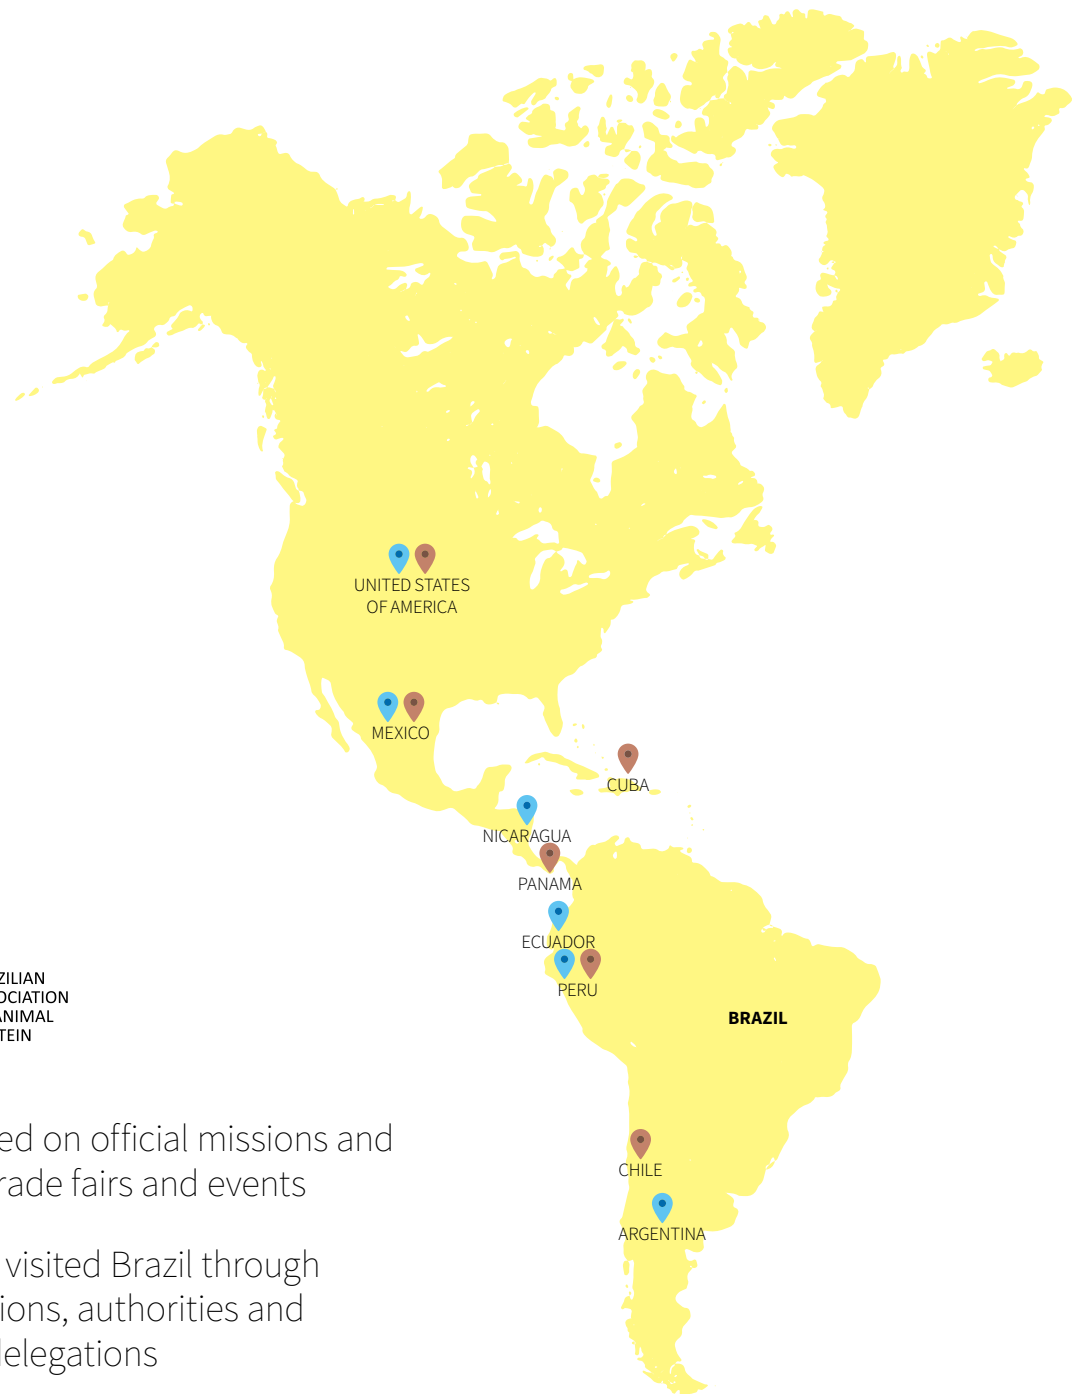 UNITED STATES
OF AMERICA
MEXICO
CUBA
NICARAGUA
PANAMA
ECUADOR
PERU
BRAZIL
ZILIAN
OCIATION
ANIMAL
TEIN
ed on official missions and
rade fairs and events
CHILE
ARGENTINA
visited Brazil through
ions, authorities and
delegations